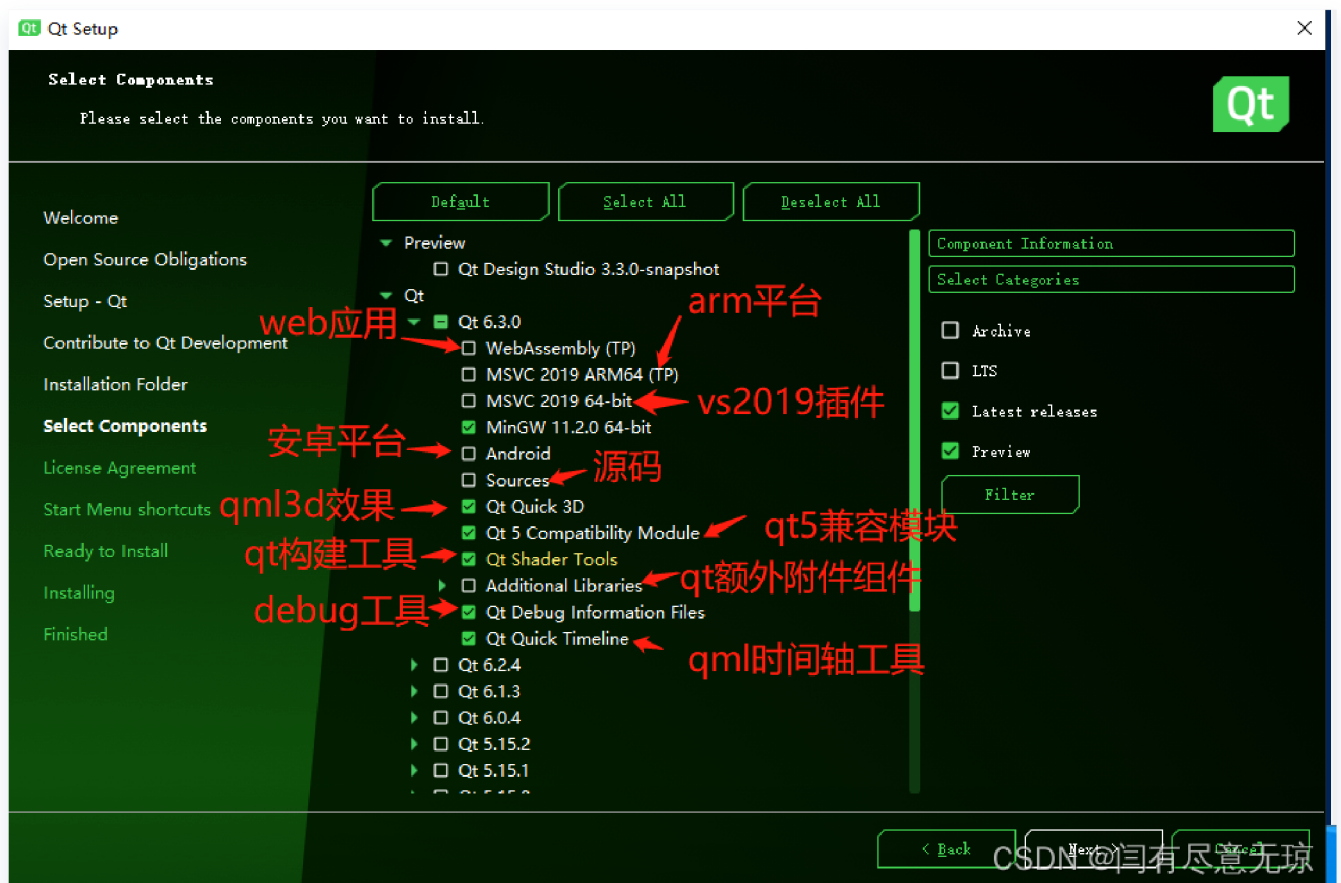 Qt Qt Setup
Select Components
Please select the components you want to install.
Qt
Welcome
Open Source Obligations
Setup - Qt
Contribute to Qt Development
Installation Folder
Select Components
License Agreement
Start Menu shortcuts
Ready to Install
Installing
Finished
Default
Select All
Deselect All
Preview
Qt Design Studio 3.3.0-snapshot
Qt
arm平台
web应用
Qt 6.3.0
WebAssembly (TP)
MSVC 2019 ARM64 (TP)
MSVC 2019 64-bit
vs2019插件
MinGW 11.2.0 64-bit
安卓平台
Android
Sources
源码
qml3d效果
Qt Quick 3D
Qt 5 Compatibility Module
qt5兼容模块
qt构建工具
Qt Shader Tools
Additional Libraries
qt额外附件组件
debug工具
Qt Debug Information Files
Qt Quick Timeline
qml时间轴工具
Qt 6.2.4
Qt 6.1.3
Qt 6.0.4
Qt 5.15.2
Qt 5.15.1
Component Information
Select Categories
Archive
LTS
Latest releases
Preview
Filter
< Back
Next >
Cancel
CSDN @闫有尽意无琼